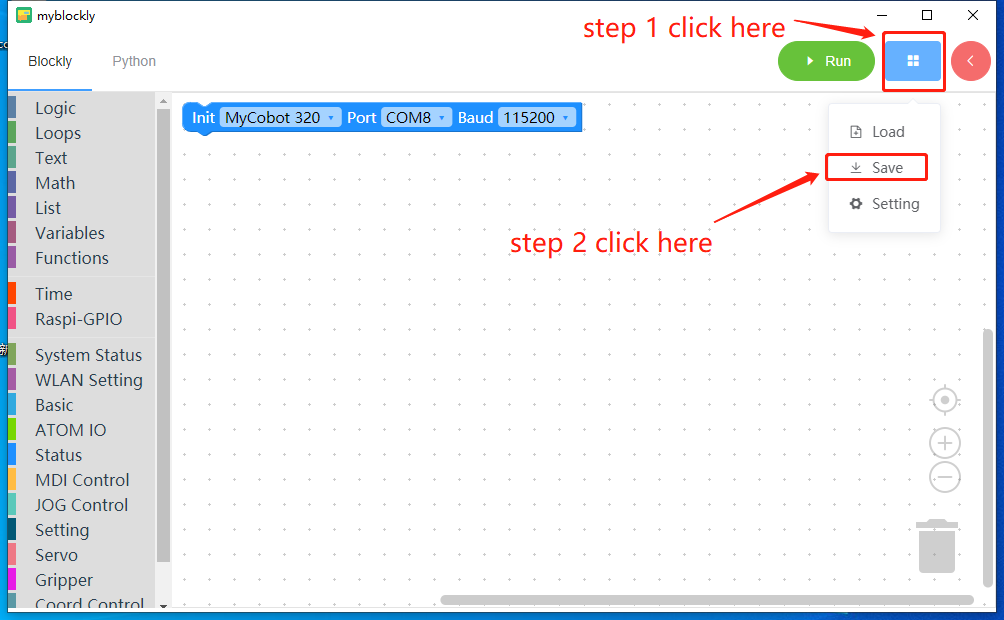 myblockly
step 1 click here
Blockly Python
Run
Init MyCobot 320 Port COM8 Baud 115200
Load
Save
Setting
step 2 click here
Logic
Loops
Text
Math
List
Variables
Functions
Time
Raspi-GPIO
System Status
WLAN Setting
Basic
ATOM IO
Status
MDI Control
JOG Control
Setting
Servo
Gripper
Coord Control